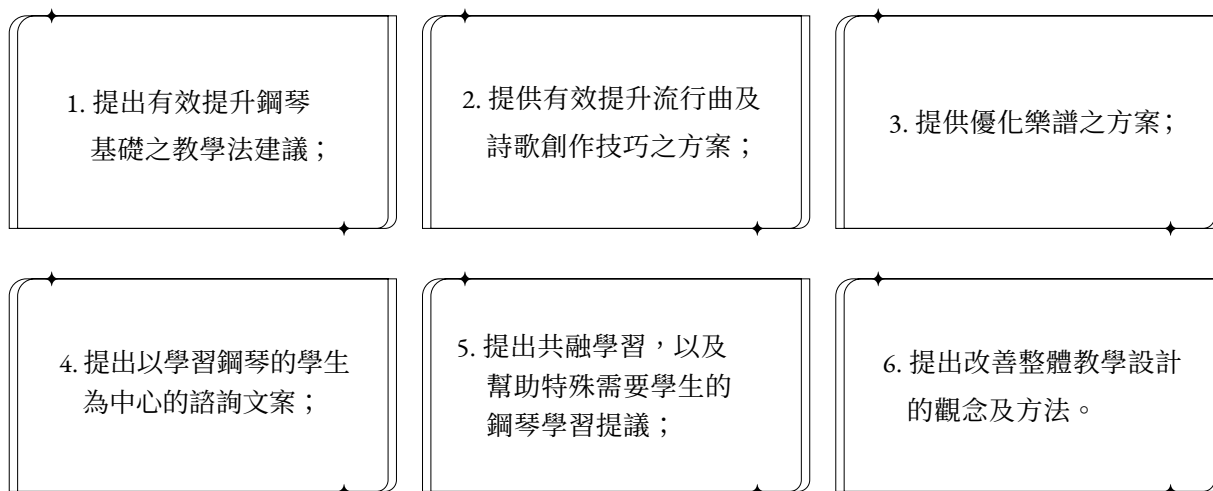 1. 提出有效提升鋼琴
基礎之教學法建議；
2. 提供有效提升流行曲及
詩歌創作技巧之方案；
3. 提供優化樂譜之方案；
4. 提出以學習鋼琴的學生
為中心的諮詢文案；
5. 提出共融學習，以及
幫助特殊需要學生的
鋼琴學習提議；
6. 提出改善整體教學設計
的觀念及方法。